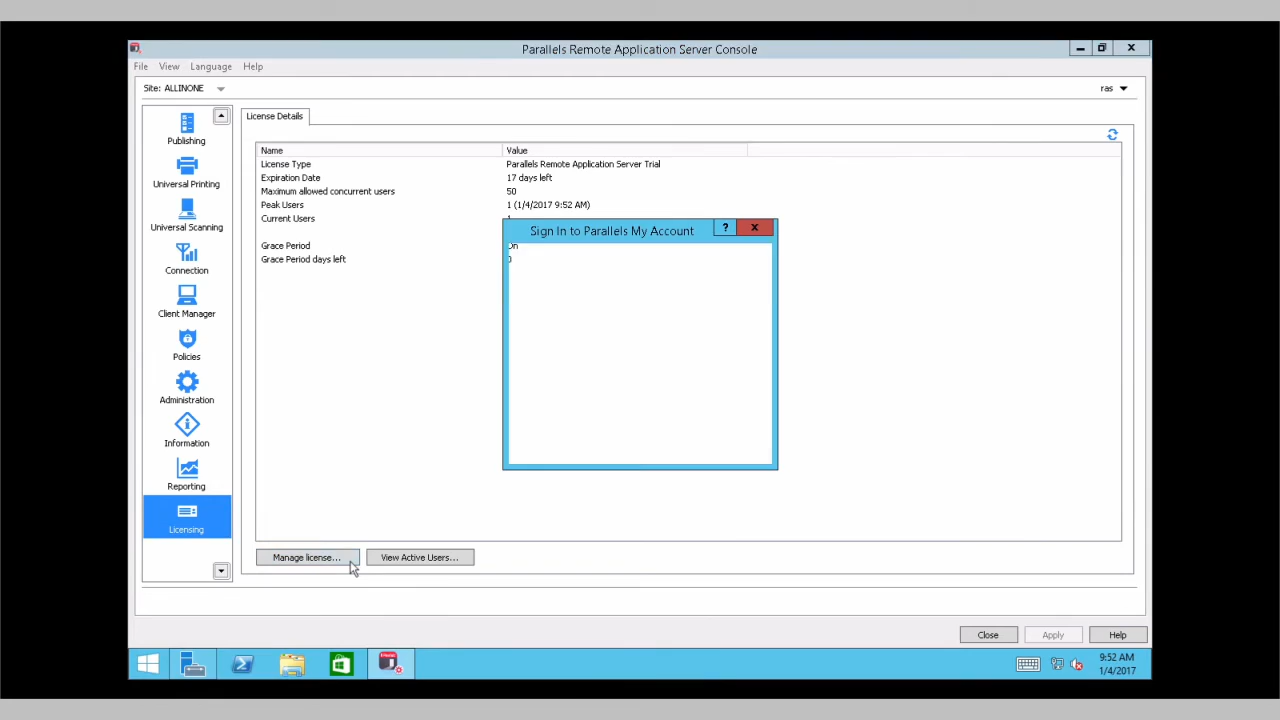 Parallels Remote Application Server Console
File View Language Help
Site: ALLINONE
ras
Publishing
Universal Printing
Universal Scanning
Connection
Client Manager
Policies
Administration
Information
Reporting
Licensing
License Details
Name Value
License Type Parallels Remote Application Server Trial
Expiration Date 17 days left
Maximum allowed concurrent users 50
Peak Users 1 (1/4/2017 9:52 AM)
Current Users
Grace Period On
Grace Period days left
Sign In to Parallels My Account
?
Manage license... View Active Users...
Close Apply Help
9:52 AM
1/4/2017